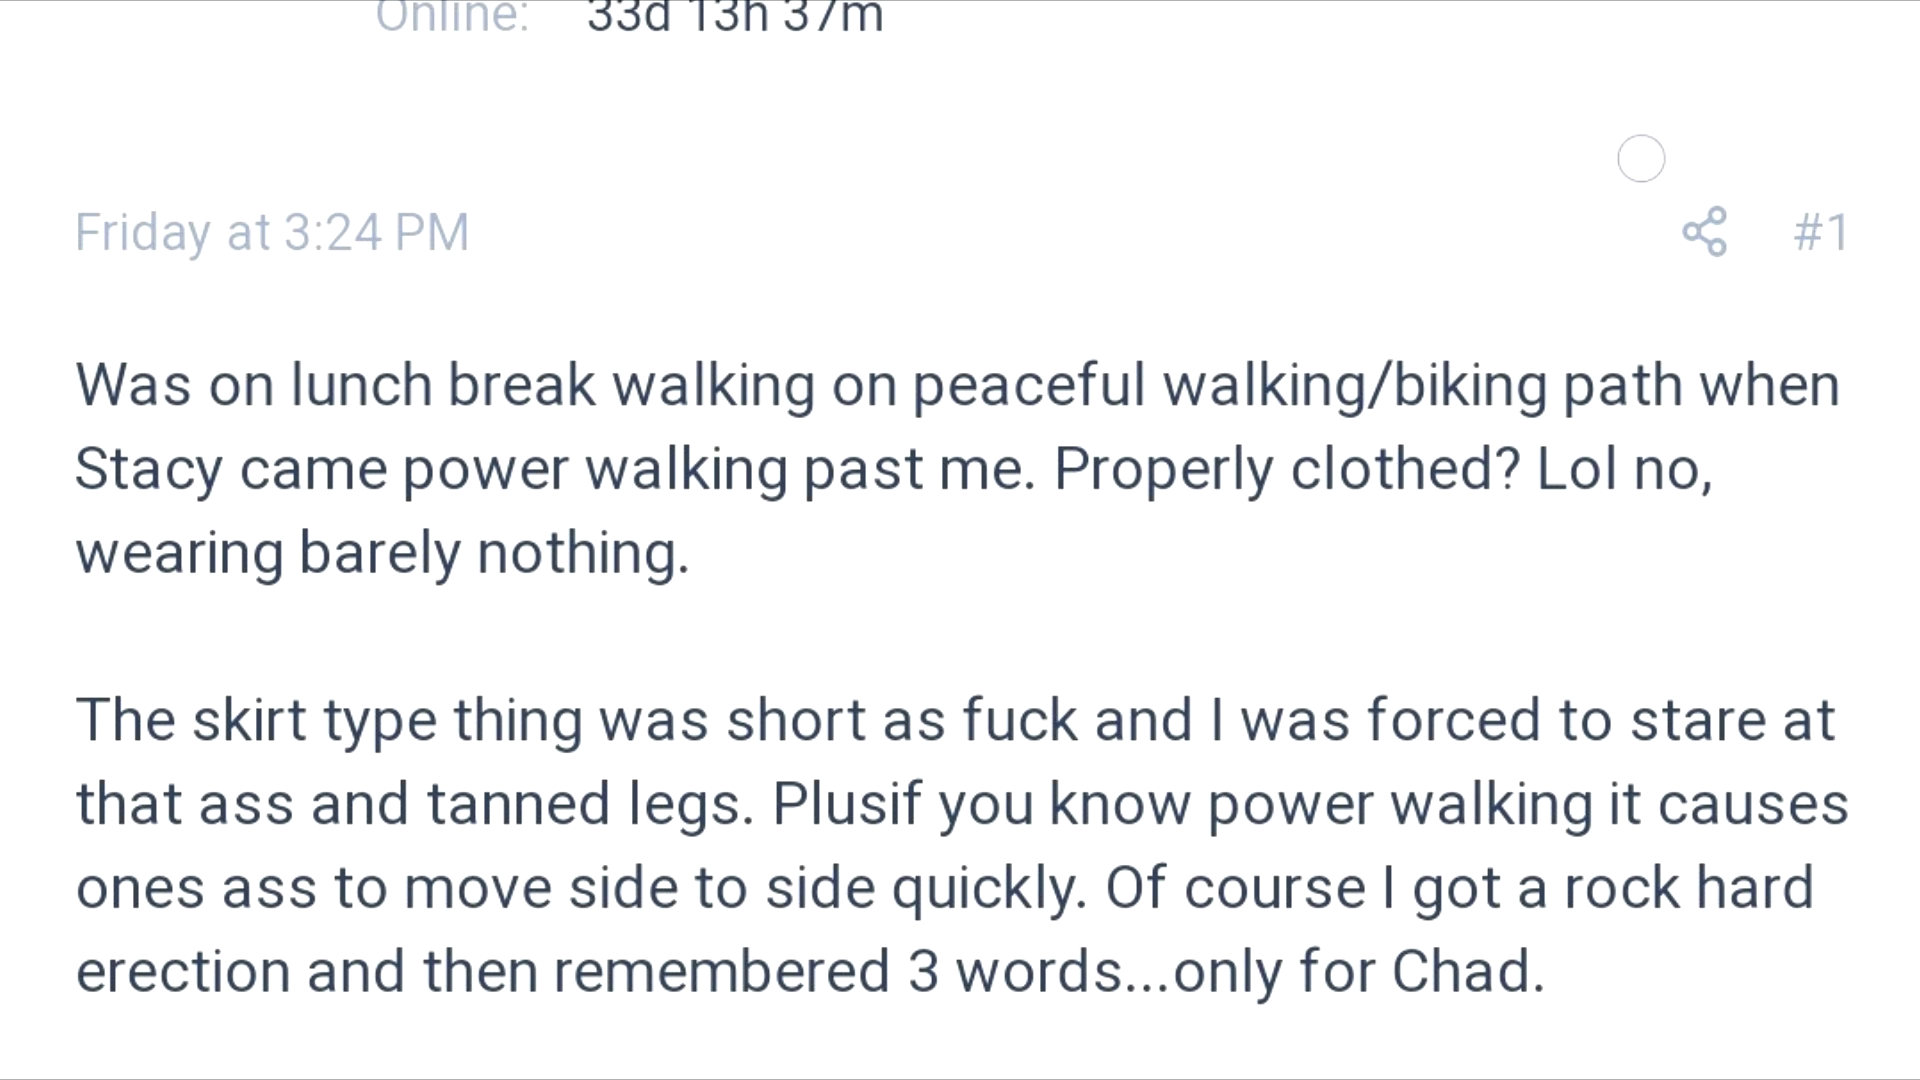 Online: 33d 13h 37m
Friday at 3:24 PM #1
Was on lunch break walking on peaceful walking/biking path when
Stacy came power walking past me. Properly clothed? Lol no,
wearing barely nothing.
The skirt type thing was short as fuck and I was forced to stare at
that ass and tanned legs. Plusif you know power walking it causes
ones ass to move side to side quickly. Of course I got a rock hard
erection and then remembered 3 words...only for Chad.